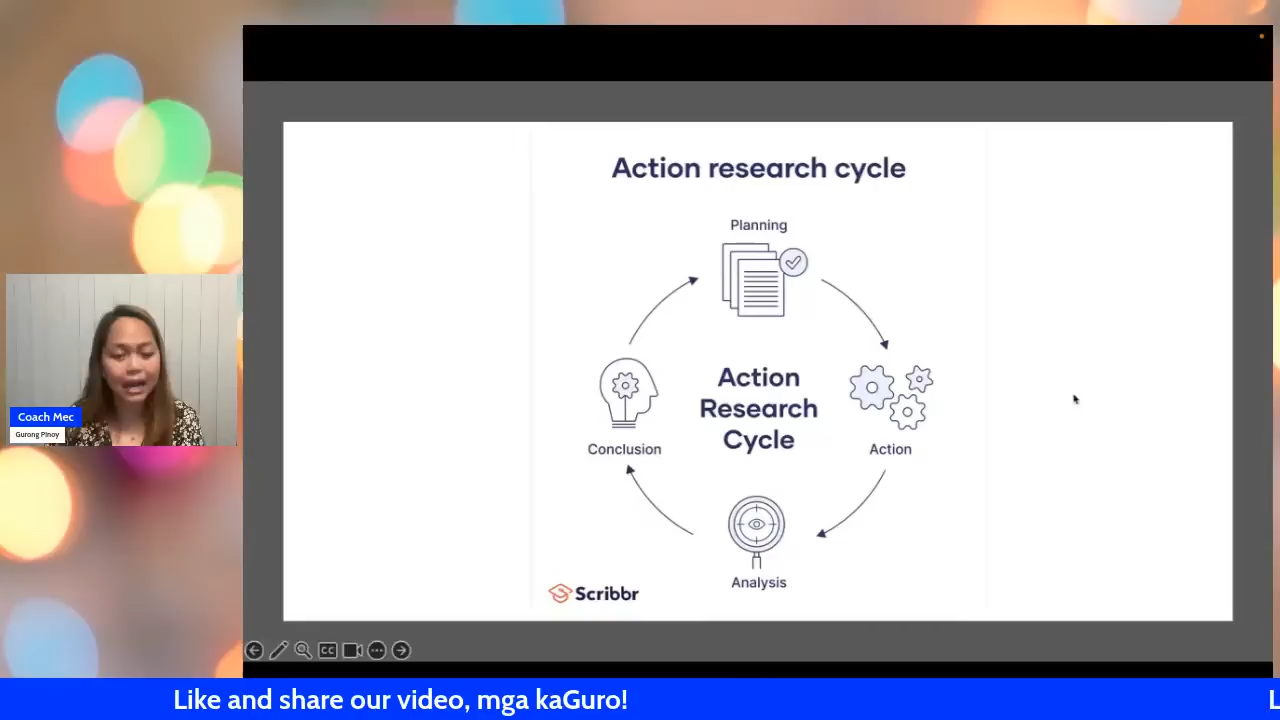 Action research cycle
Planning
Action
Research
Cycle
Conclusion
Action
Analysis
Scribbr
Coach Mec
Gurong Pinoy
CC
Like and share our video, mga kaGuro!
L